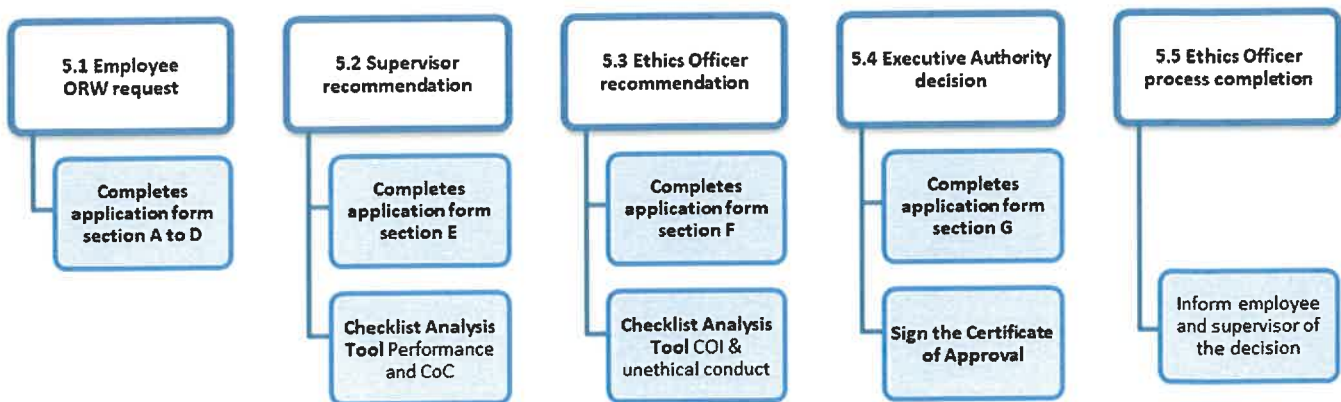 5.1 Employee
ORW request
Completes
application form
section A to D
5.2 Supervisor
recommendation
Completes
application form
section E
Checklist Analysis
Tool Performance
and CoC
5.3 Ethics Officer
recommendation
Completes
application form
section F
Checklist Analysis
Tool COI &
unethical conduct
5.4 Executive Authority
decision
Completes
application form
section G
Sign the Certificate
of Approval
5.5 Ethics Officer
process completion
Inform employee
and supervisor of
the decision